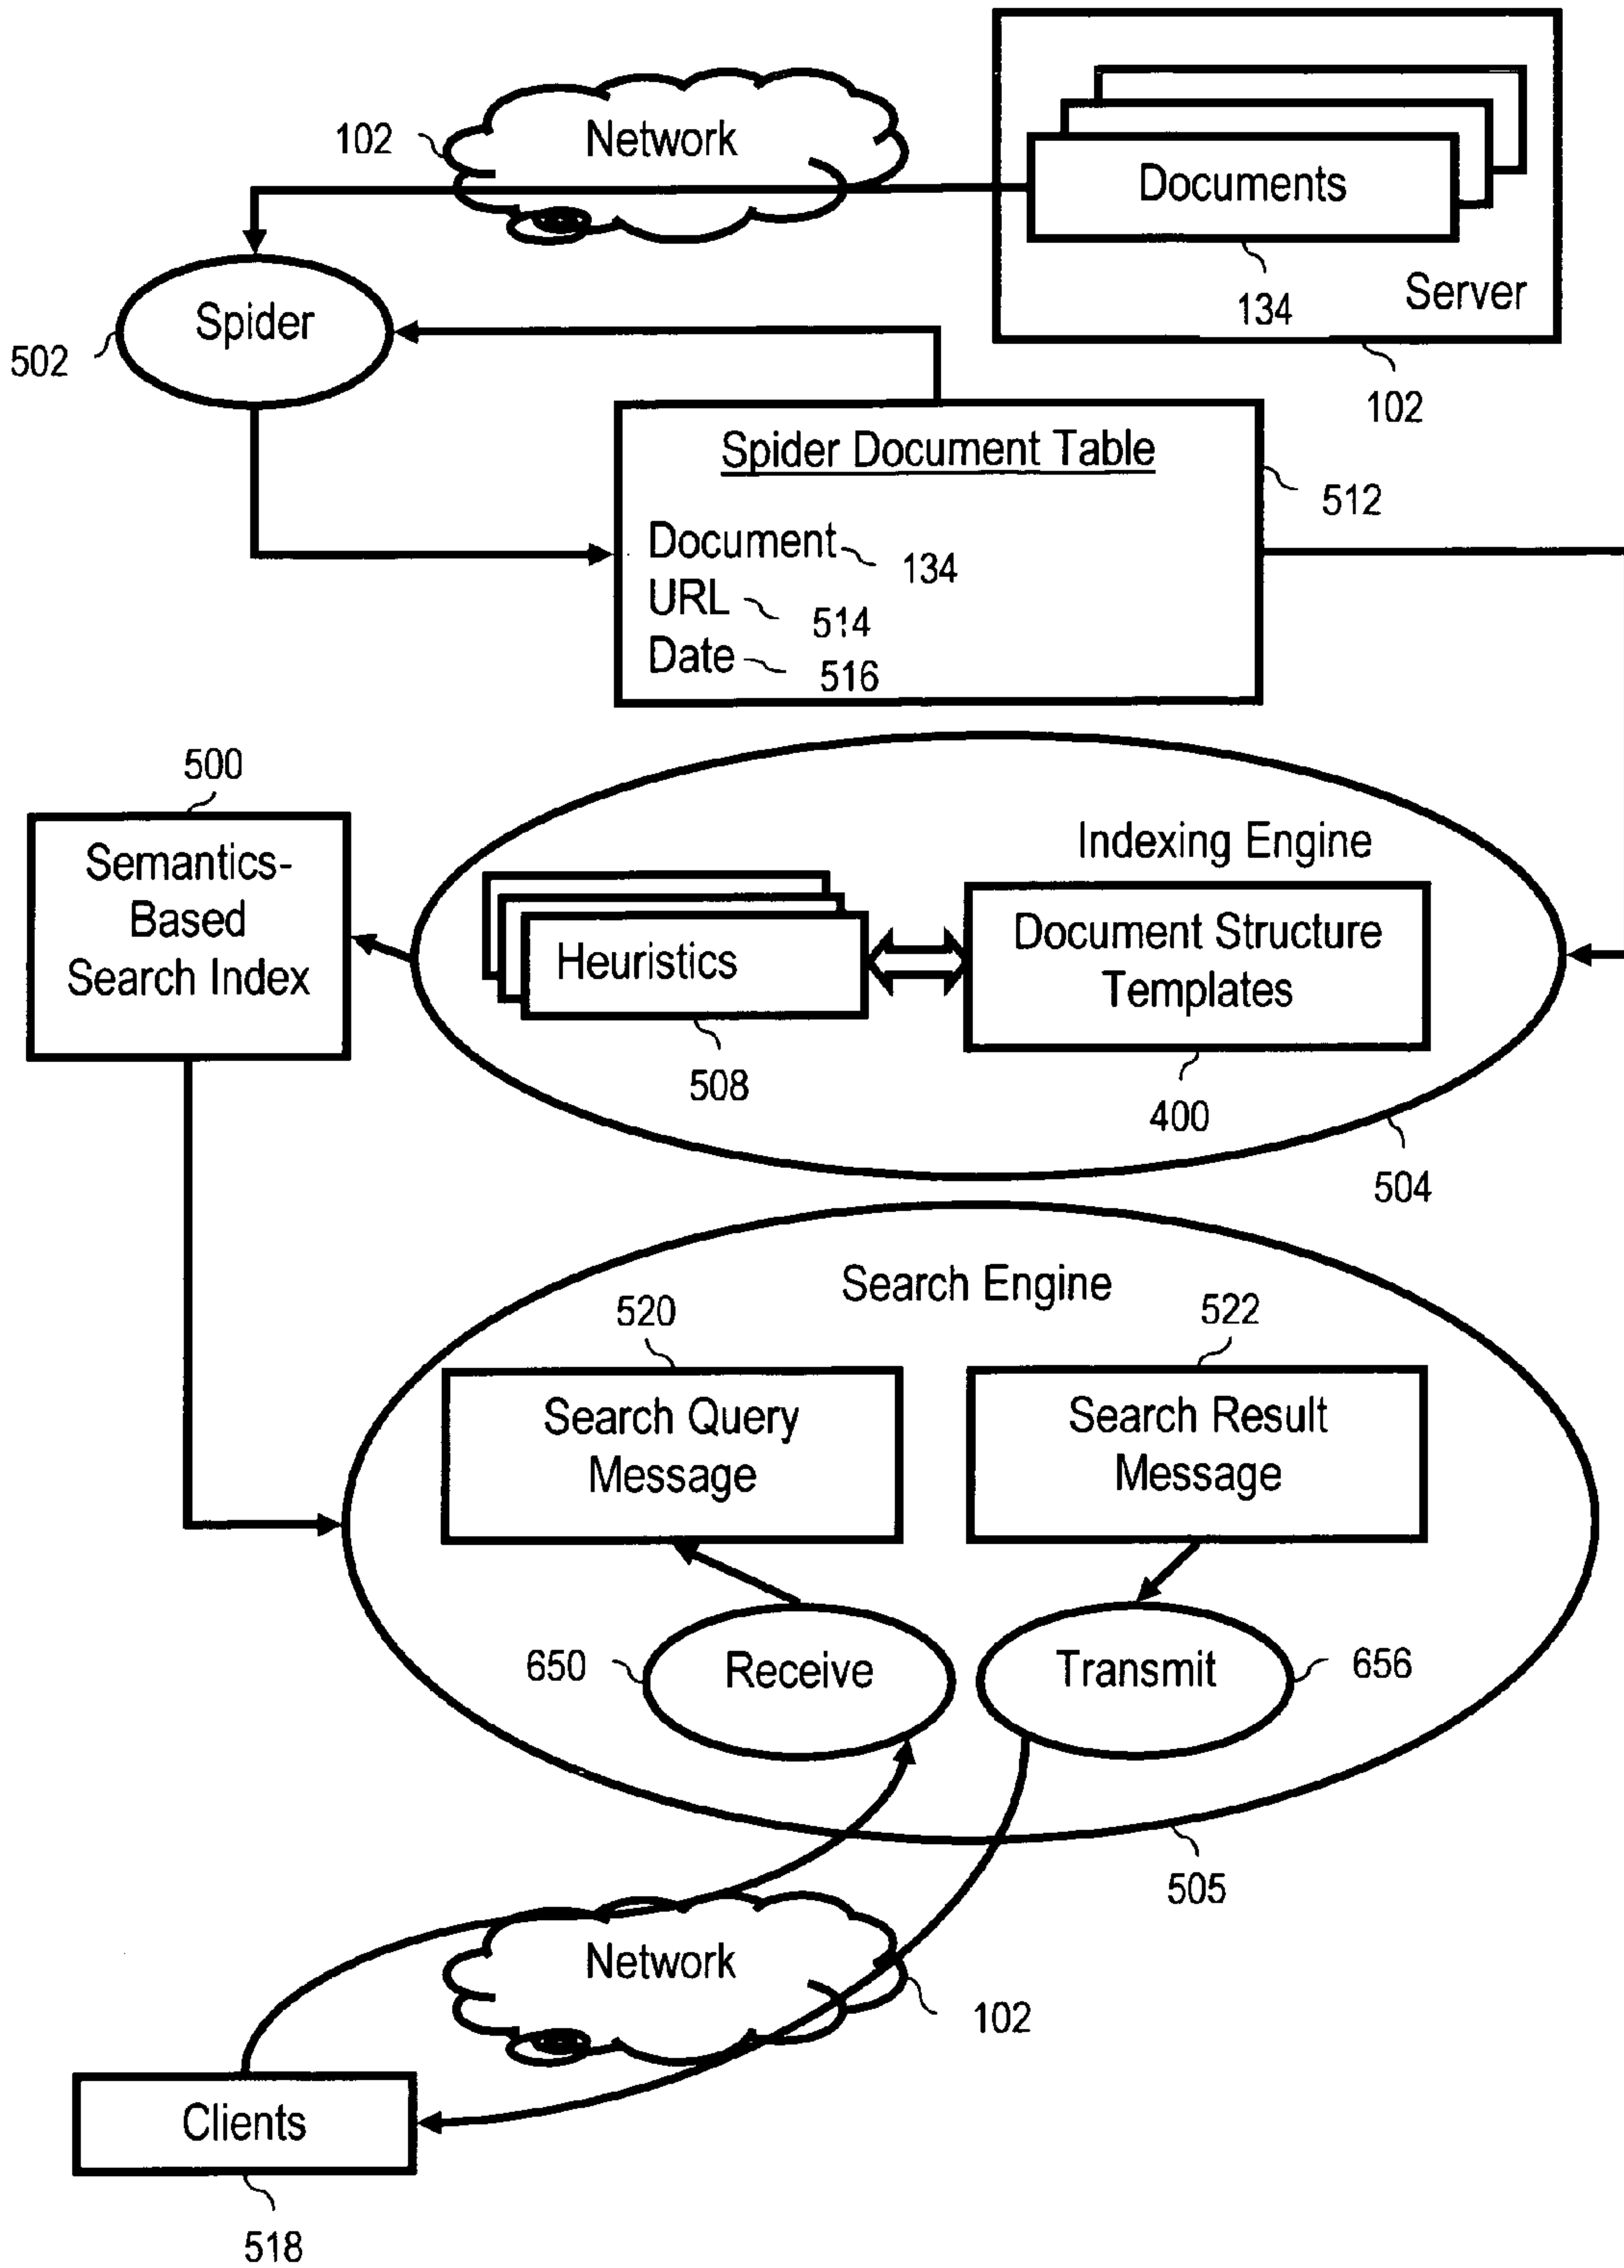 102
Network
Documents
134
Server
102
Spider
502
Spider Document Table
512
Document
134
URL
514
Date
516
500
Semantics-
Based
Search Index
Indexing Engine
Heuristics
508
Document Structure
Templates
400
504
Search Engine
520
522
Search Query
Message
Search Result
Message
650
Receive
Transmit
656
505
Network
102
Clients
518